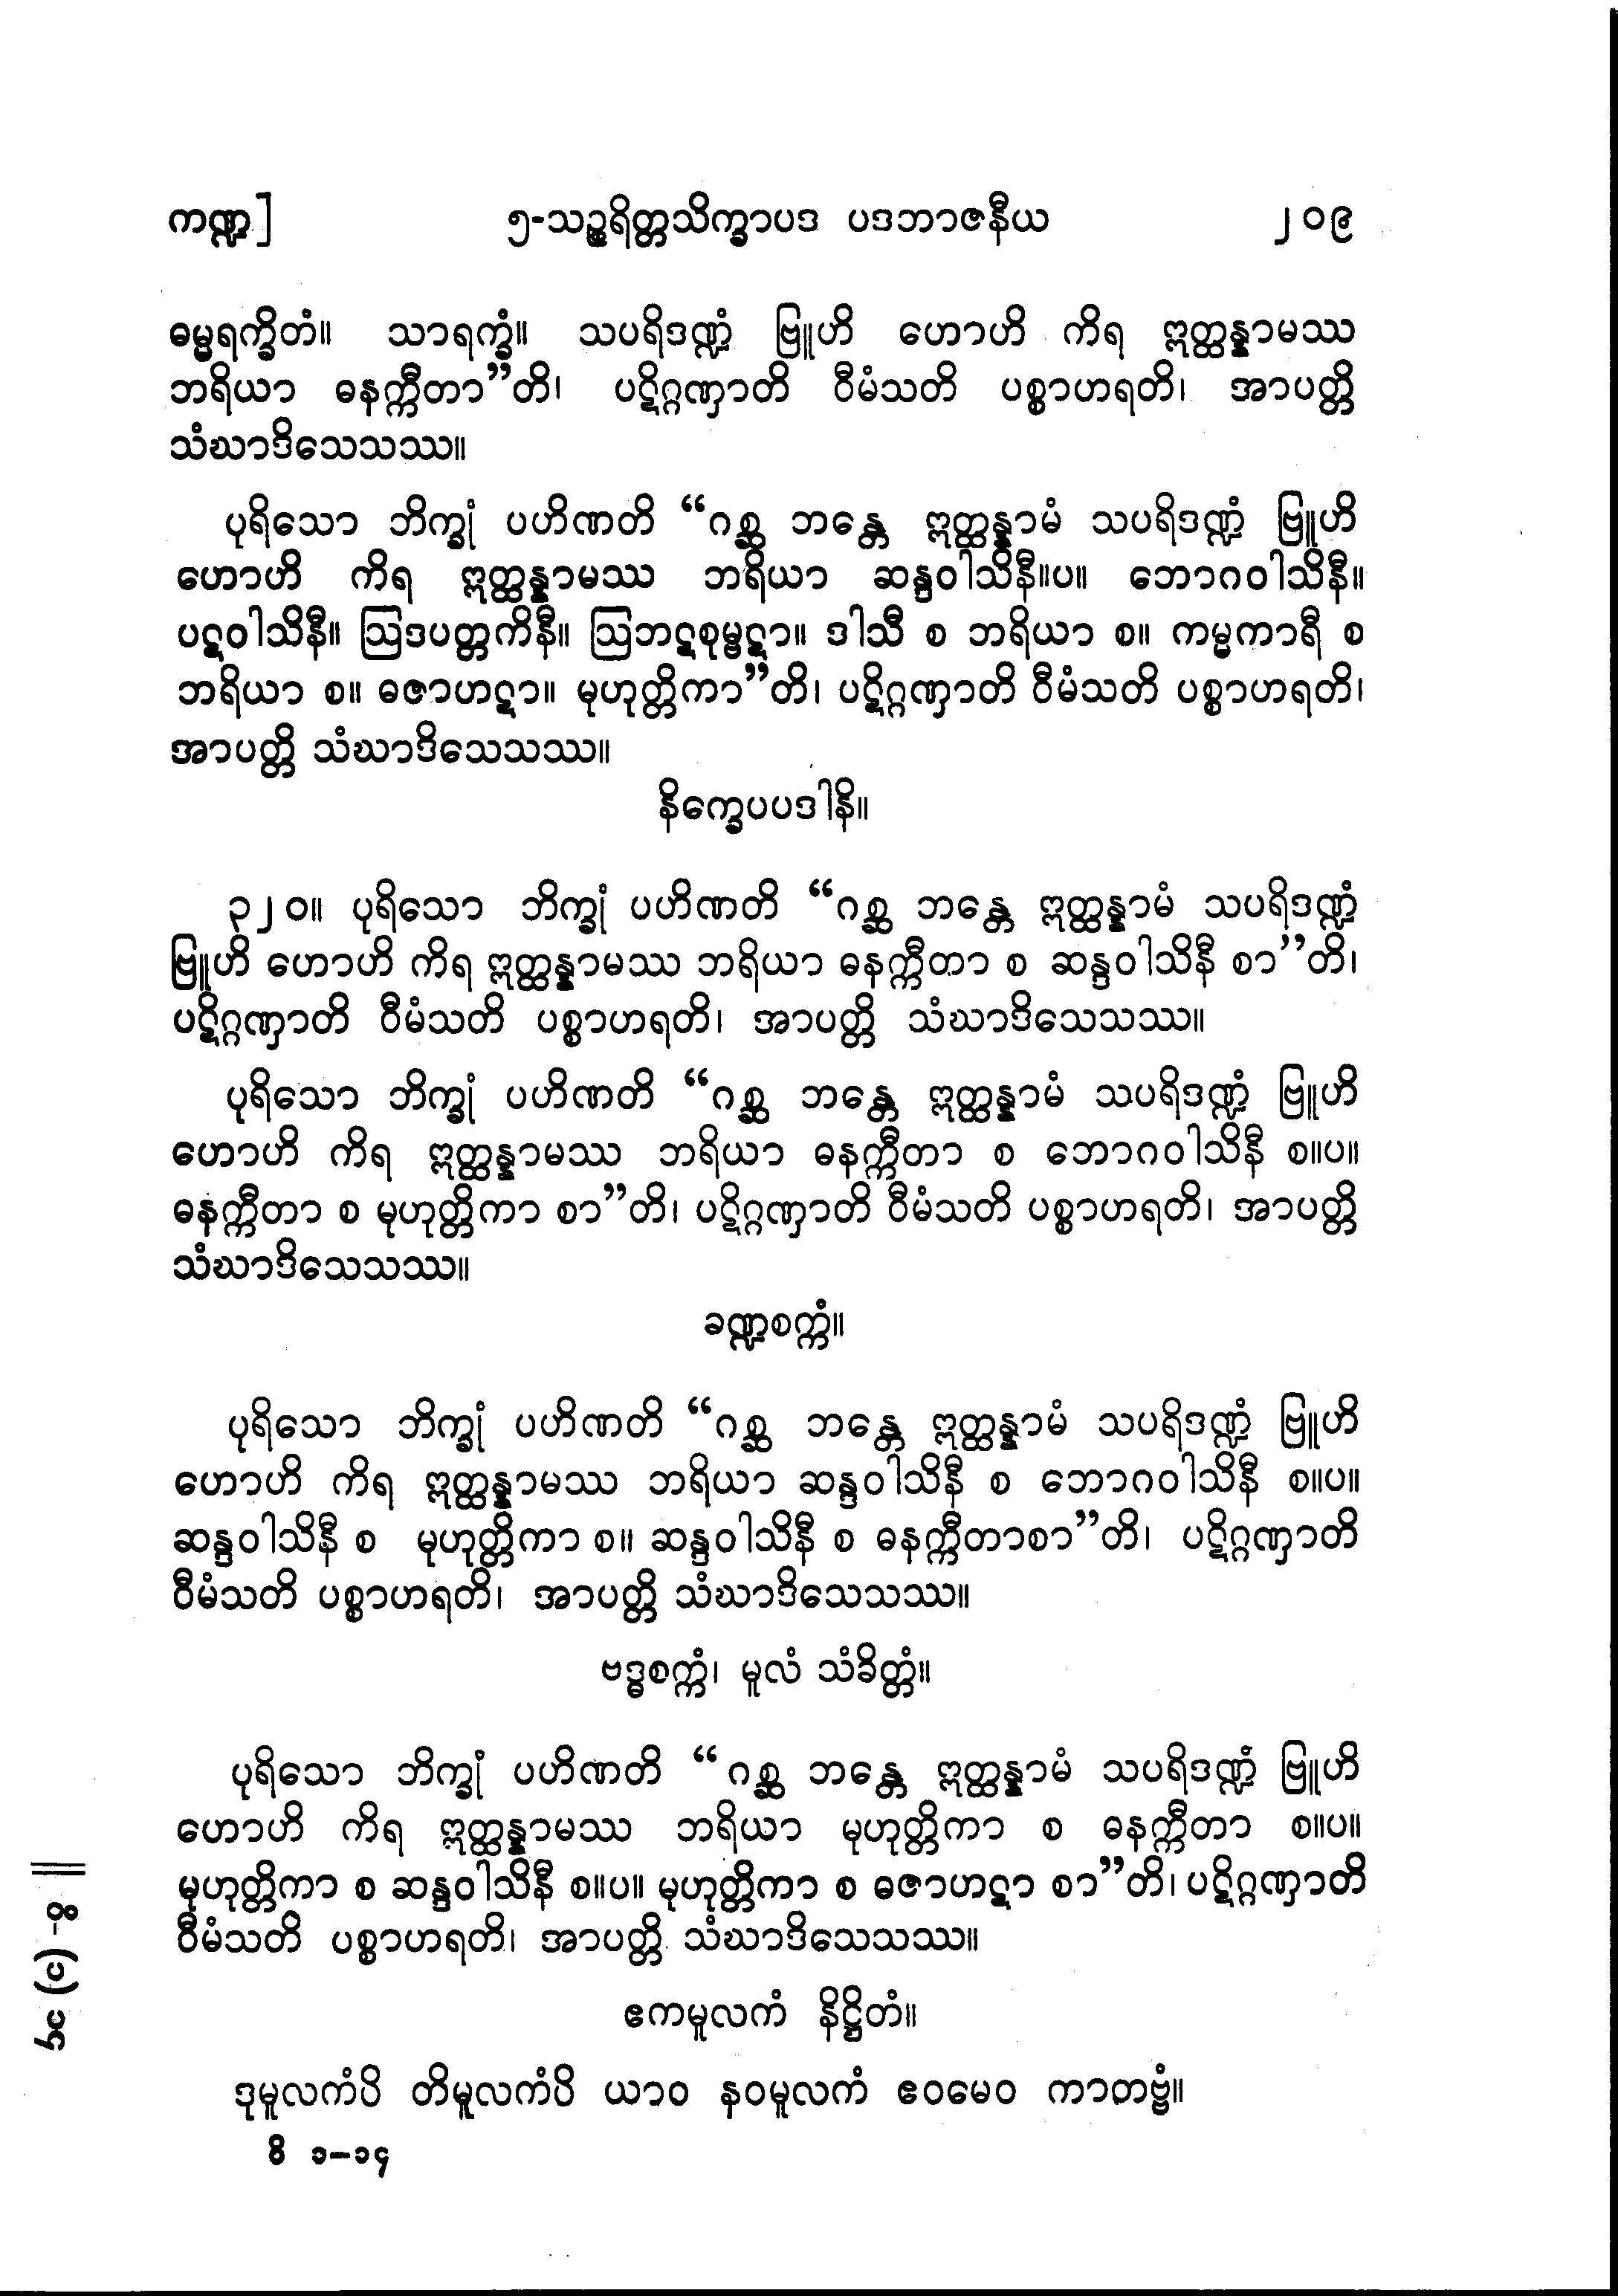 ကဏ္ဍ] ၅-သဉ္စရိတ္တသိက္ခာပဒ ပဒဘာဇနီယ ၂၀၉
ဓမ္မရက္ခိတံ။ သာရက္ခံ။ သပရိဒဏ္ဍံ ဗြူဟိ ဟောဟိ ကိရ ဣတ္ထန္နာမဿ
ဘရိယာ ဓနက္ကီတာ”တိ၊ ပဋိဂ္ဂဏှာတိ ဝီမံသတိ ပစ္စာဟရတိ၊ အာပတ္တိ
သံဃာဒိသေသဿ။
ပုရိသော ဘိက္ခုံ ပဟိဏတိ “ဂစ္ဆ ဘန္တေ ဣတ္ထန္နာမံ သပရိဒဏ္ဍံ ဗြူဟိ
ဟောဟိ ကိရ ဣတ္ထန္နာမဿ ဘရိယာ ဆန္ဒဝါသိနီ။ပ။ ဘောဂဝါသိနီ။
ပဋဝါသိနီ။ ဩဒပတ္တကိနီ။ ဩဘဋစုမ္ဗဋာ။ ဒါသီ စ ဘရိယာ စ။ ကမ္မကာရီ စ
ဘရိယာ စ။ ဓဇာဟဋာ။ မုဟုတ္တိကာ”တိ၊ ပဋိဂ္ဂဏှာတိ ဝီမံသတိ ပစ္စာဟရတိ၊
အာပတ္တိ သံဃာဒိသေသဿ။
နိက္ခေပပဒါနိ။
၃၂၀။ ပုရိသော ဘိက္ခုံ ပဟိဏတိ “ဂစ္ဆ ဘန္တေ ဣတ္ထန္နာမံ သပရိဒဏ္ဍံ
ဗြူဟိ ဟောဟိ ကိရ ဣတ္ထန္နာမဿ ဘရိယာ ဓနက္ကီတာ စ ဆန္ဒဝါသိနီ စာ”တိ၊
ပဋိဂ္ဂဏှာတိ ဝီမံသတိ ပစ္စာဟရတိ၊ အာပတ္တိ သံဃာဒိသေသဿ။
ပုရိသော ဘိက္ခုံ ပဟိဏတိ “ဂစ္ဆ ဘန္တေ ဣတ္ထန္နာမံ သပရိဒဏ္ဍံ ဗြူဟိ
ဟောဟိ ကိရ ဣတ္ထန္နာမဿ ဘရိယာ ဓနက္ကီတာ စ ဘောဂဝါသိနီ စ။ပ။
ဓနက္ကီတာ စ မုဟုတ္တိကာ စာ”တိ၊ ပဋိဂ္ဂဏှာတိ ဝီမံသတိ ပစ္စာဟရတိ၊ အာပတ္တိ
သံဃာဒိသေသဿ။
ခဏ္ဍစက္ကံ။
ပုရိသော ဘိက္ခုံ ပဟိဏတိ “ဂစ္ဆ ဘန္တေ ဣတ္ထန္နာမံ သပရိဒဏ္ဍံ ဗြူဟိ
ဟောဟိ ကိရ ဣတ္ထန္နာမဿ ဘရိယာ ဆန္ဒဝါသိနီ စ ဘောဂဝါသိနီ စ။ပ။
ဆန္ဒဝါသိနီ စ မုဟုတ္တိကာ စ။ ဆန္ဒဝါသိနီ စ ဓနက္ကီတာစာ”တိ၊ ပဋိဂ္ဂဏှာတိ
ဝီမံသတိ ပစ္စာဟရတိ၊ အာပတ္တိ သံဃာဒိသေသဿ။
ဗဒ္ဓစက္ကံ၊ မူလံ သံခိတ္တံ။
ပုရိသော ဘိက္ခုံ ပဟိဏတိ “ဂစ္ဆ ဘန္တေ ဣတ္ထန္နာမံ သပရိဒဏ္ဍံ ဗြူဟိ
ဟောဟိ ကိရ ဣတ္ထန္နာမဿ ဘရိယာ မုဟုတ္တိကာ စ ဓနက္ကီတာ စ။ပ။
မုဟုတ္တိကာ စ ဆန္ဒဝါသိနီ စ။ပ။ မုဟုတ္တိကာ စ ဓဇာဟဋာ စာ”တိ၊ ပဋိဂ္ဂဏှာတိ
ဝီမံသတိ ပစ္စာဟရတိ၊ အာပတ္တိ သံဃာဒိသေသဿ။
ဧကမူလကံ နိဋ္ဌိတံ။
ဒုမူလကံပိ တိမူလကံပိ ယာဝ နဝမူလကံ ဧဝမေဝ ကာတဗ္ဗံ။
ဝိ ၁–၁၄